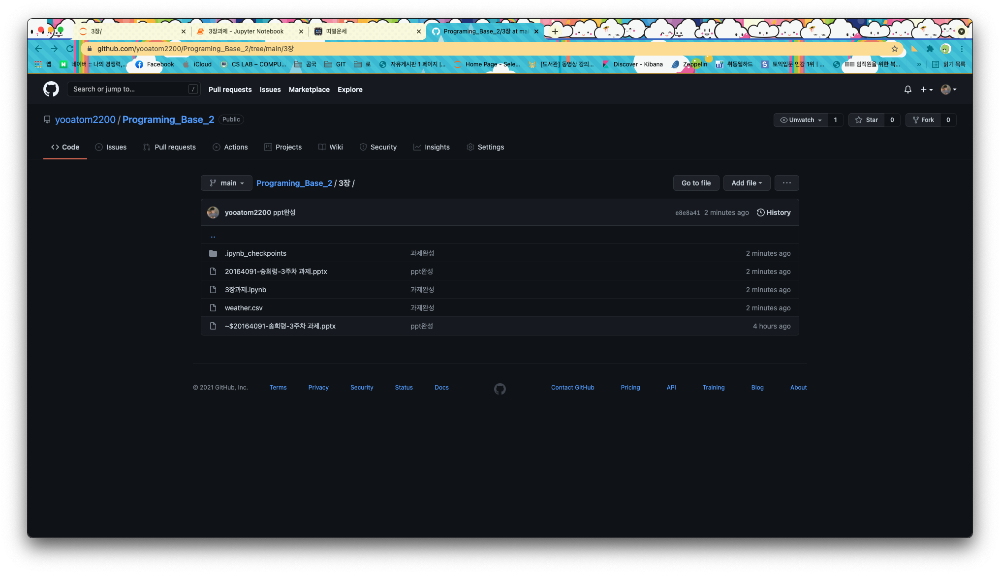 3장/
3장과제 - Jupyter Notebook
띠별운세
Programing_Base_2/3장 at mai
github.com/yooatom2200/Programing_Base_2/tree/main/3장
앱
네이버 :: 나의 경쟁력,...
Facebook
iCloud
CS LAB – COMPU...
곰국
GIT
로
자유게시판 1 페이지 |...
Home Page - Sele...
[도서관] 동영상 강의...
Discover - Kibana
Zeppelin
취동웹하드
토익입문 인강 1위 | ...
임직원을 위한 복...
»
읽기 목록
Search or jump to...
/
Pull requests
Issues
Marketplace
Explore
yooatom2200 / Programing_Base_2
Public
Unwatch 1
Star 0
Fork 0
Code
Issues
Pull requests
Actions
Projects
Wiki
Security
Insights
Settings
main
Programing_Base_2 / 3장 /
Go to file
Add file
...
yooatom2200 ppt완성
e8e8a41 2 minutes ago
History
..
.ipynb_checkpoints 과제완성 2 minutes ago
20164091-송희령-3주차 과제.pptx ppt완성 2 minutes ago
3장과제.ipynb 과제완성 2 minutes ago
weather.csv 과제완성 2 minutes ago
~$20164091-송희령-3주차 과제.pptx ppt완성 4 hours ago
© 2021 GitHub, Inc.
Terms
Privacy
Security
Status
Docs
Contact GitHub
Pricing
API
Training
Blog
About